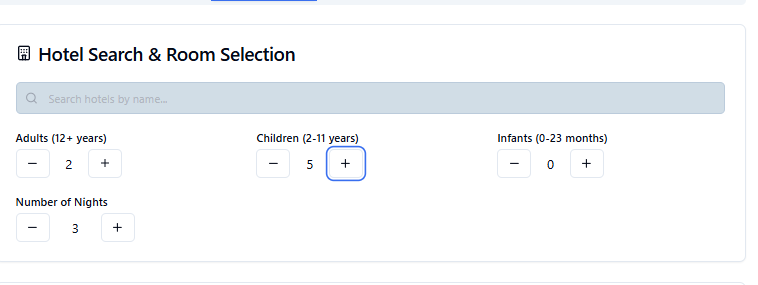 Hotel Search & Room Selection
Search hotels by name...
Adults (12+ years) Children (2-11 years) Infants (0-23 months)
− 2 + − 5 + − 0 +
Number of Nights
− 3 +